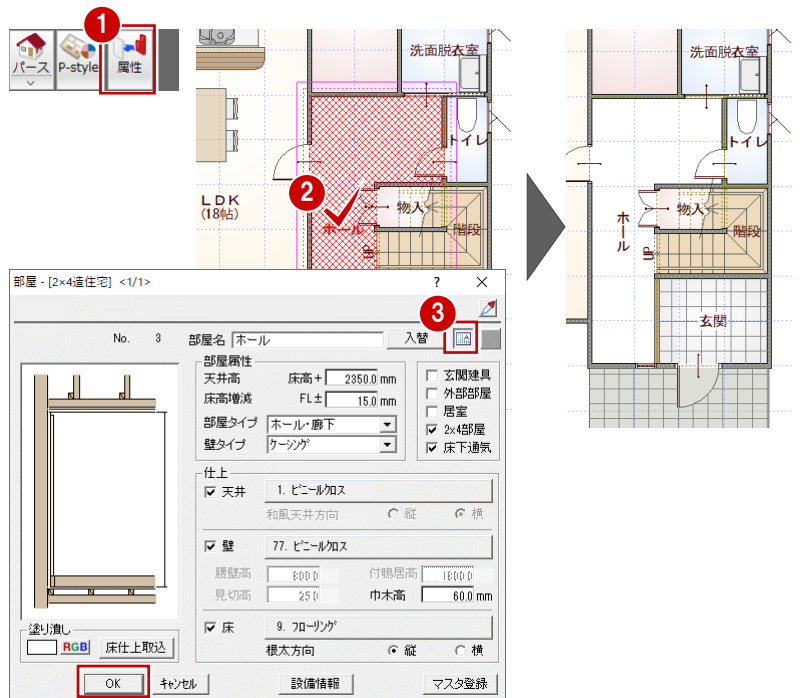 1
パース
P-style
属性
洗面脱衣室
トイレ
2
LDK
(18帖)
ホール
物入
階段
UP
洗面脱衣室
トイレ
物入
ホール
階段
UP
玄関
部屋 - [2×4造住宅] <1/1>
? ×
3
No. 3 部屋名 ホール 入替
部屋属性
天井高 床高+ 2350.0 mm
床高増減 FL± 15.0 mm
部屋タイプ ホール・廊下
壁タイプ ケーシング
玄関建具
外部部屋
居室
2×4部屋
床下通気
仕上
天井 1. ビニールクロス
和風天井方向 縦 横
壁 77. ビニールクロス
腰壁高 800.0 付鴨居高 1800.0
見切高 25.0 巾木高 60.0 mm
床 9. フローリング
根太方向 縦 横
塗り潰し
RGB 床仕上取込
OK キャンセル 設備情報 マスタ登録